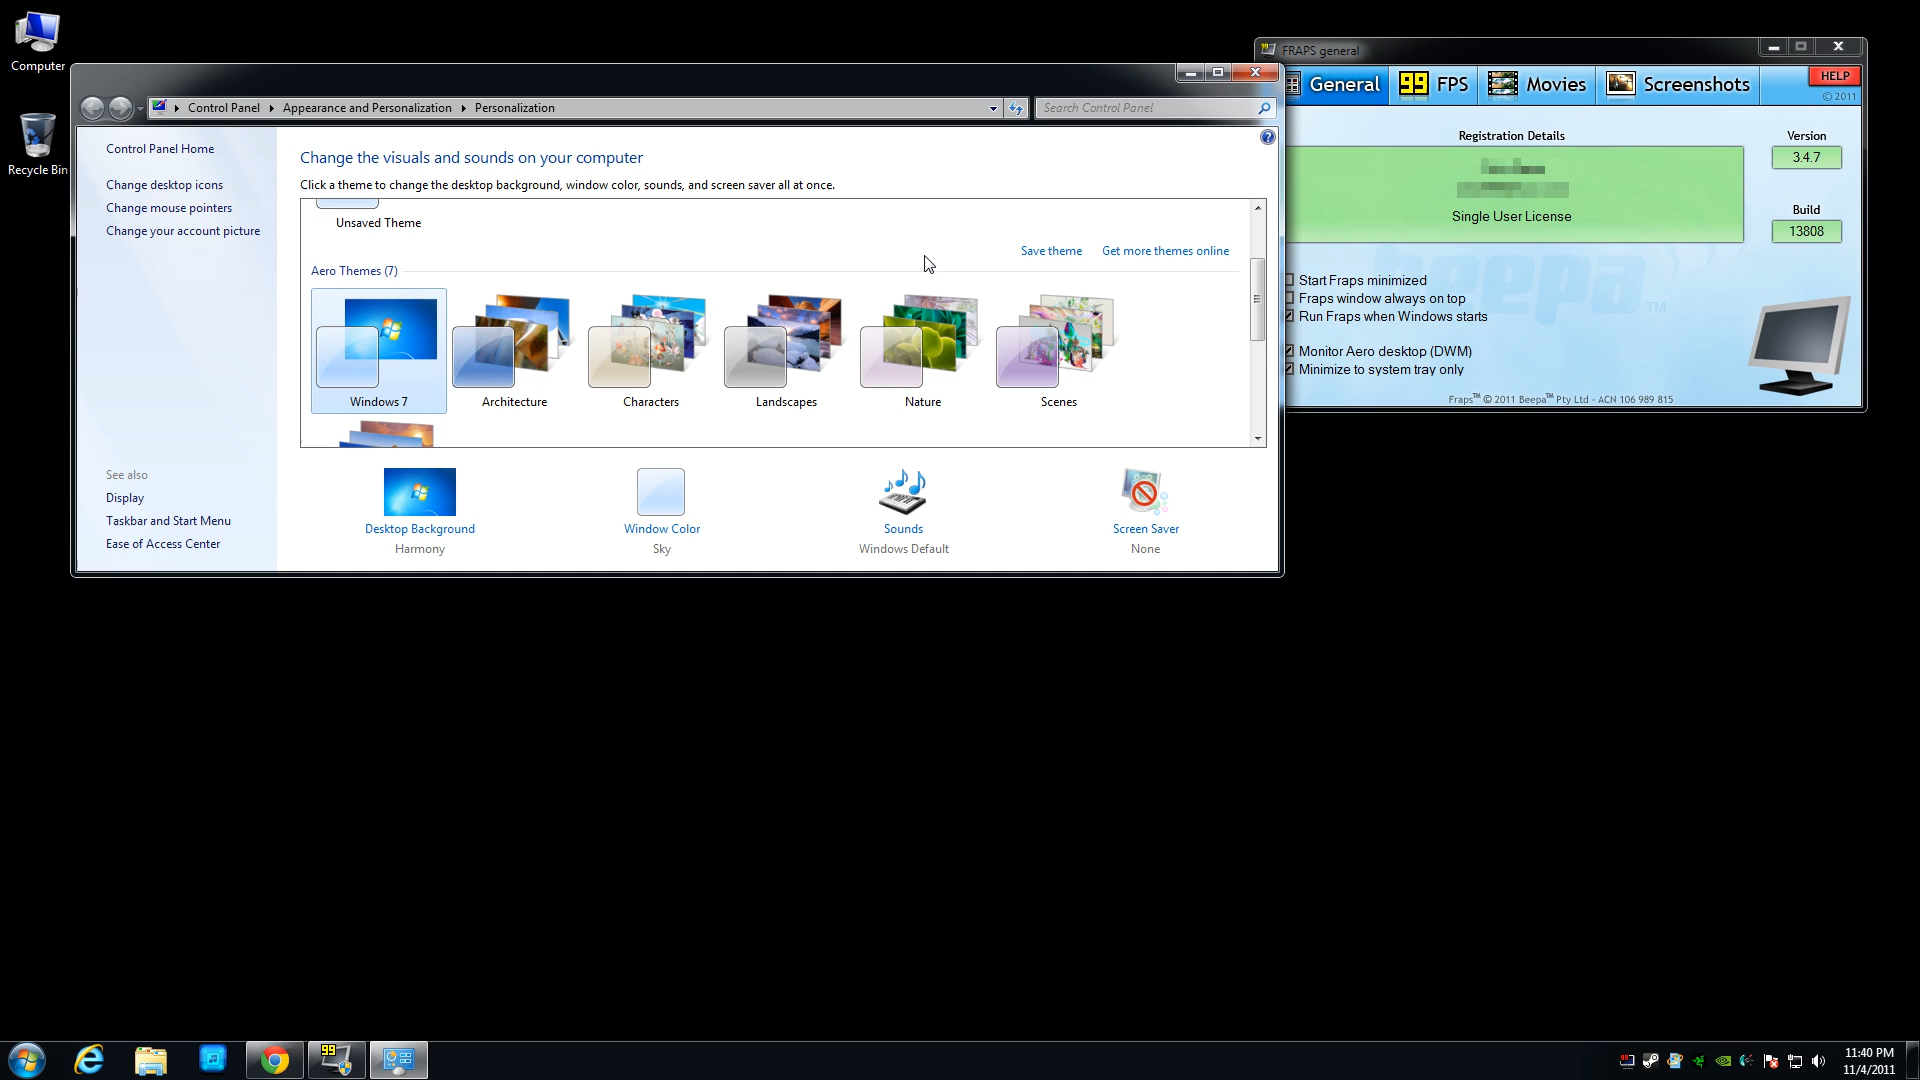 Computer
Recycle Bin
Control Panel
Appearance and Personalization
Personalization
Search Control Panel
Control Panel Home
Change desktop icons
Change mouse pointers
Change your account picture
See also
Display
Taskbar and Start Menu
Ease of Access Center
Change the visuals and sounds on your computer
Click a theme to change the desktop background, window color, sounds, and screen saver all at once.
Unsaved Theme
Save theme
Get more themes online
Aero Themes (7)
Windows 7
Architecture
Characters
Landscapes
Nature
Scenes
Desktop Background
Harmony
Window Color
Sky
Sounds
Windows Default
Screen Saver
None
FRAPS general
General
99 FPS
Movies
Screenshots
HELP
© 2011
Registration Details
Single User License
Version
3.4.7
Build
13808
beepa™
Start Fraps minimized
Fraps window always on top
Run Fraps when Windows starts
Monitor Aero desktop (DWM)
Minimize to system tray only
Fraps™ © 2011 Beepa™ Pty Ltd - ACN 106 989 815
99
99
11:40 PM
11/4/2011